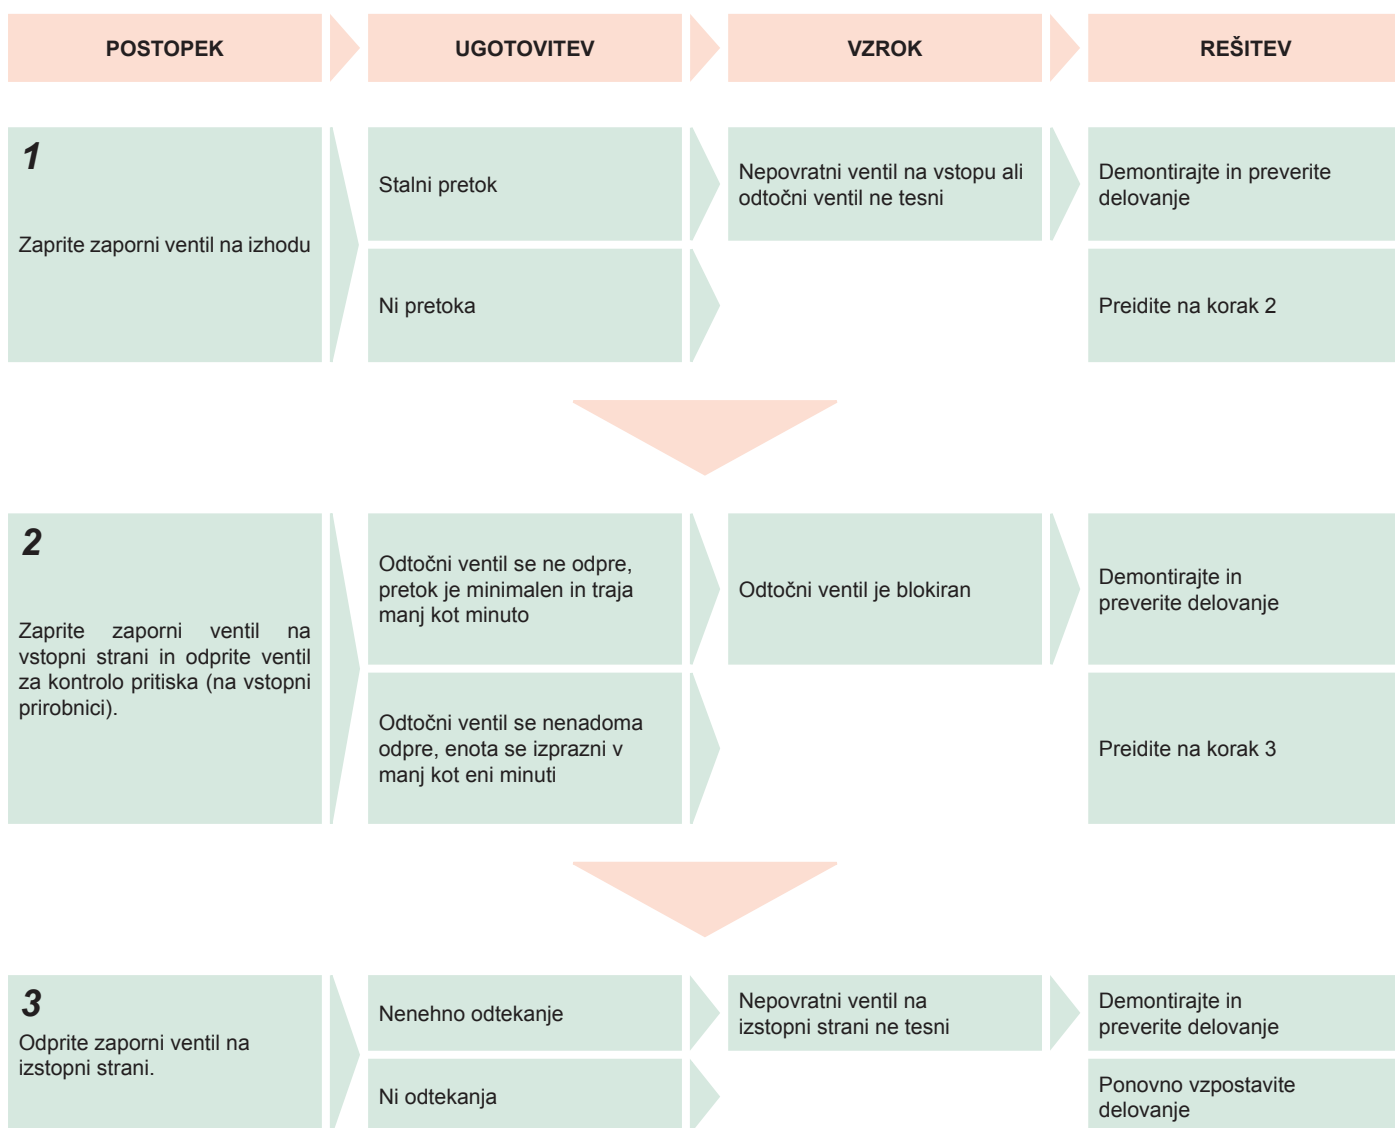 POSTOPEK
UGOTOVITEV
VZROK
REŠITEV
1
Zaprite zaporni ventil na izhodu
Stalni pretok
Nepovratni ventil na vstopu ali
odtočni ventil ne tesni
Demontirajte in preverite
delovanje
Ni pretoka
Preidite na korak 2
2
Zaprite zaporni ventil na
vstopni strani in odprite ventil
za kontrolo pritiska (na vstopni
prirobnici).
Odtočni ventil se ne odpre,
pretok je minimalen in traja
manj kot minuto
Odtočni ventil je blokiran
Demontirajte in
preverite delovanje
Odtočni ventil se nenadoma
odpre, enota se izprazni v
manj kot eni minuti
Preidite na korak 3
3
Odprite zaporni ventil na
izstopni strani.
Nenehno odtekanje
Nepovratni ventil na
izstopni strani ne tesni
Demontirajte in
preverite delovanje
Ni odtekanja
Ponovno vzpostavite
delovanje